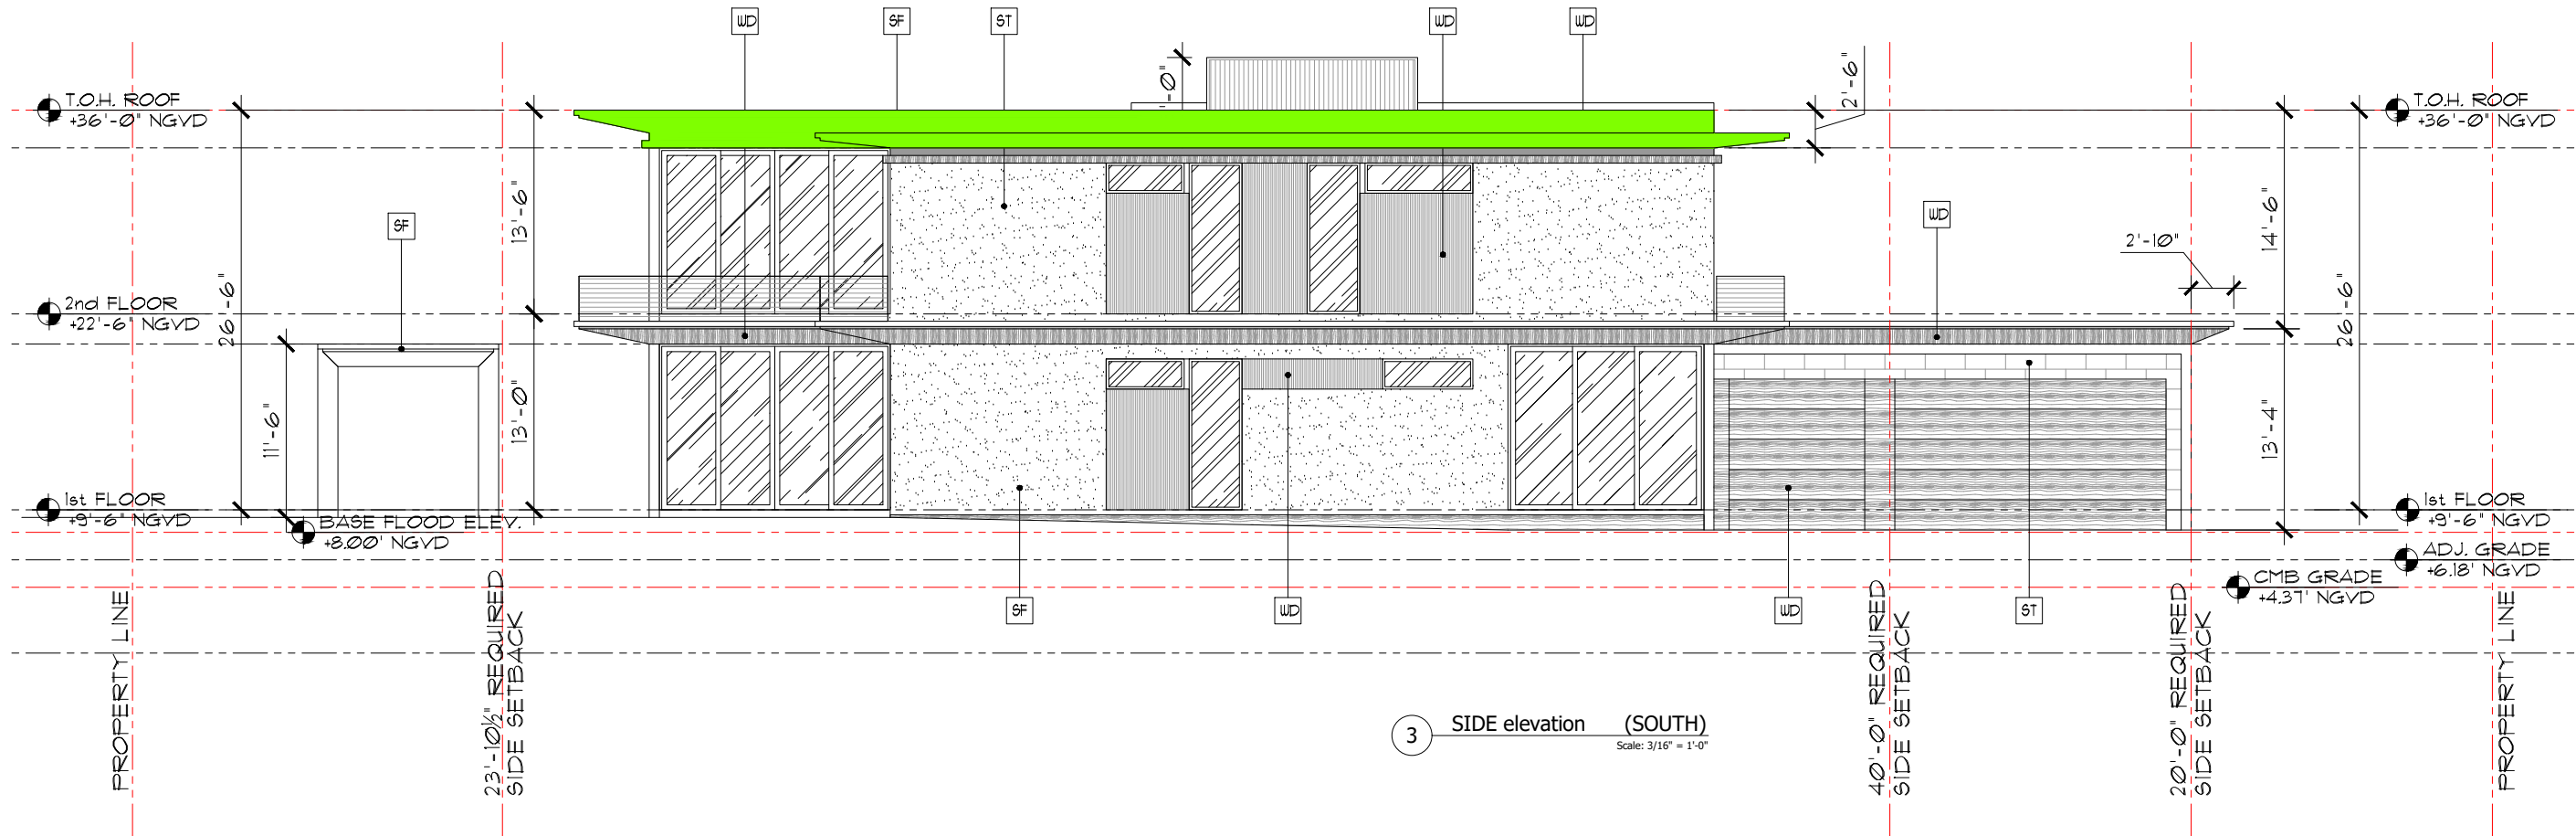 WD
SF
ST
WD
WD
T.O.H. ROOF
+36'-0" NGVD
'-0"
2'-6"
T.O.H. ROOF
+36'-0" NGVD
SF
13'-6"
WD
14'-6"
2'-10"
26'-6"
2nd FLOOR
+22'-6" NGVD
26'-6"
11'-6"
13'-0"
13'-4"
1st FLOOR
+9'-6" NGVD
BASE FLOOD ELEV.
+8.00' NGVD
1st FLOOR
+9'-6" NGVD
ADJ. GRADE
+6.18' NGVD
CMB GRADE
+4.37' NGVD
SF
WD
WD
ST
PROPERTY LINE
23'-10½" REQUIRED
SIDE SETBACK
3
SIDE elevation (SOUTH)
Scale: 3/16" = 1'-0"
40'-0" REQUIRED
SIDE SETBACK
20'-0" REQUIRED
SIDE SETBACK
PROPERTY LINE